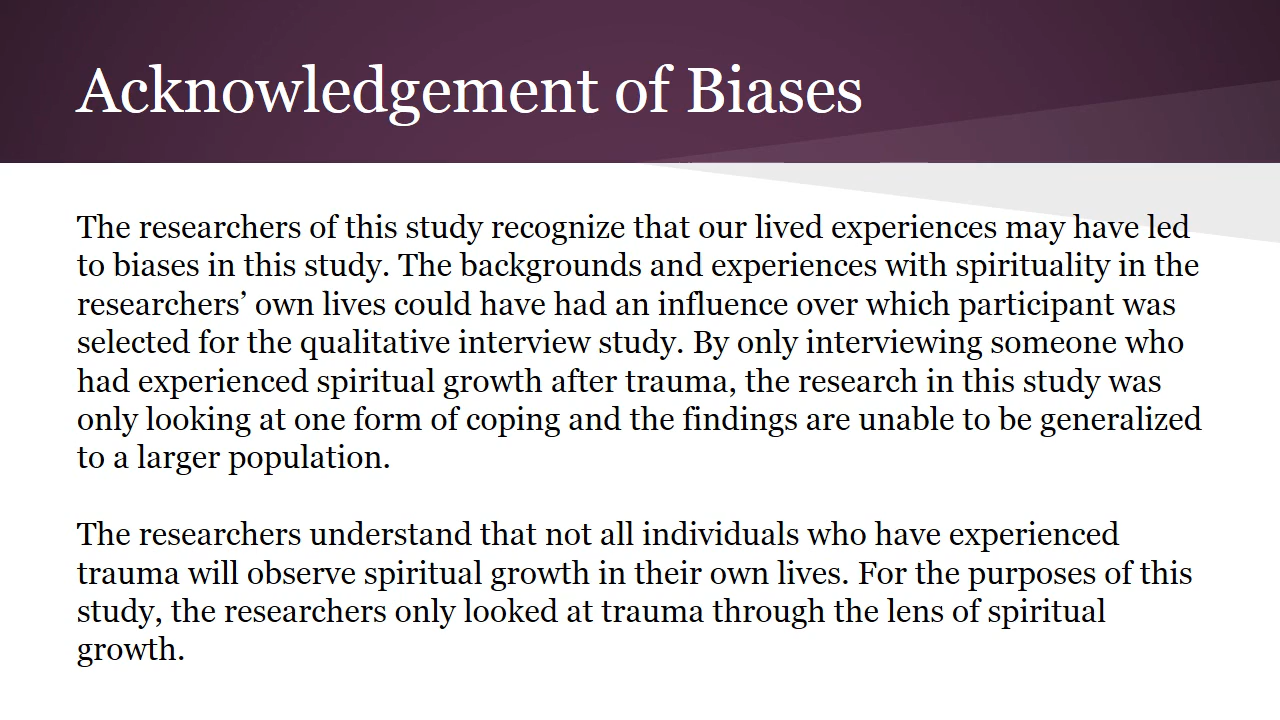 Acknowledgement of Biases
The researchers of this study recognize that our lived experiences may have led
to biases in this study. The backgrounds and experiences with spirituality in the
researchers’ own lives could have had an influence over which participant was
selected for the qualitative interview study. By only interviewing someone who
had experienced spiritual growth after trauma, the research in this study was
only looking at one form of coping and the findings are unable to be generalized
to a larger population.
The researchers understand that not all individuals who have experienced
trauma will observe spiritual growth in their own lives. For the purposes of this
study, the researchers only looked at trauma through the lens of spiritual
growth.